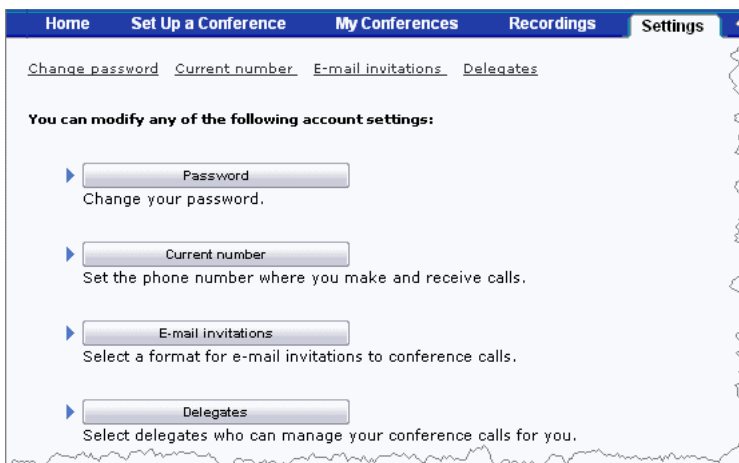 Home Set Up a Conference My Conferences Recordings Settings
Change password Current number E-mail invitations Delegates
You can modify any of the following account settings:
Password
Change your password.
Current number
Set the phone number where you make and receive calls.
E-mail invitations
Select a format for e-mail invitations to conference calls.
Delegates
Select delegates who can manage your conference calls for you.